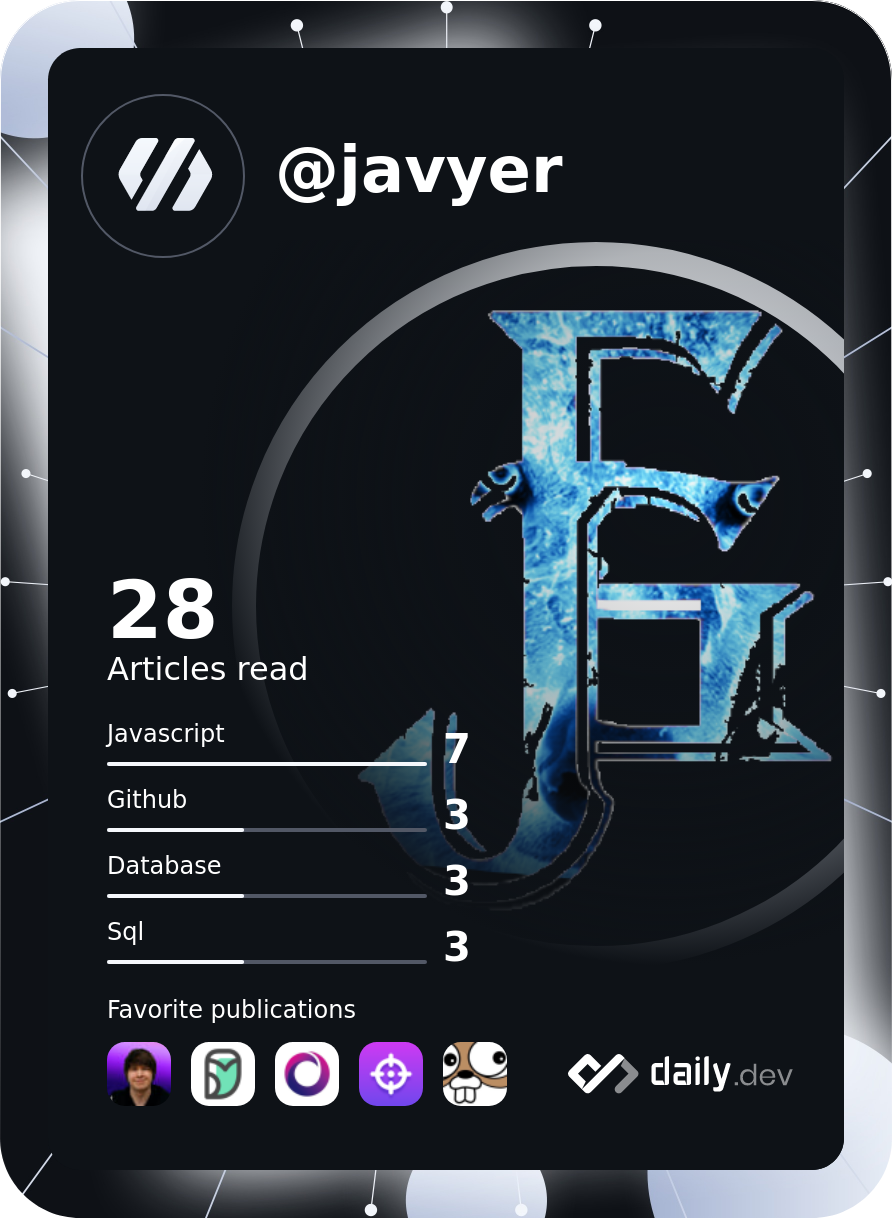 @javyer
28
Articles read
Javascript
7
Github
3
Database
3
Sql
3
Favorite publications
daily.dev